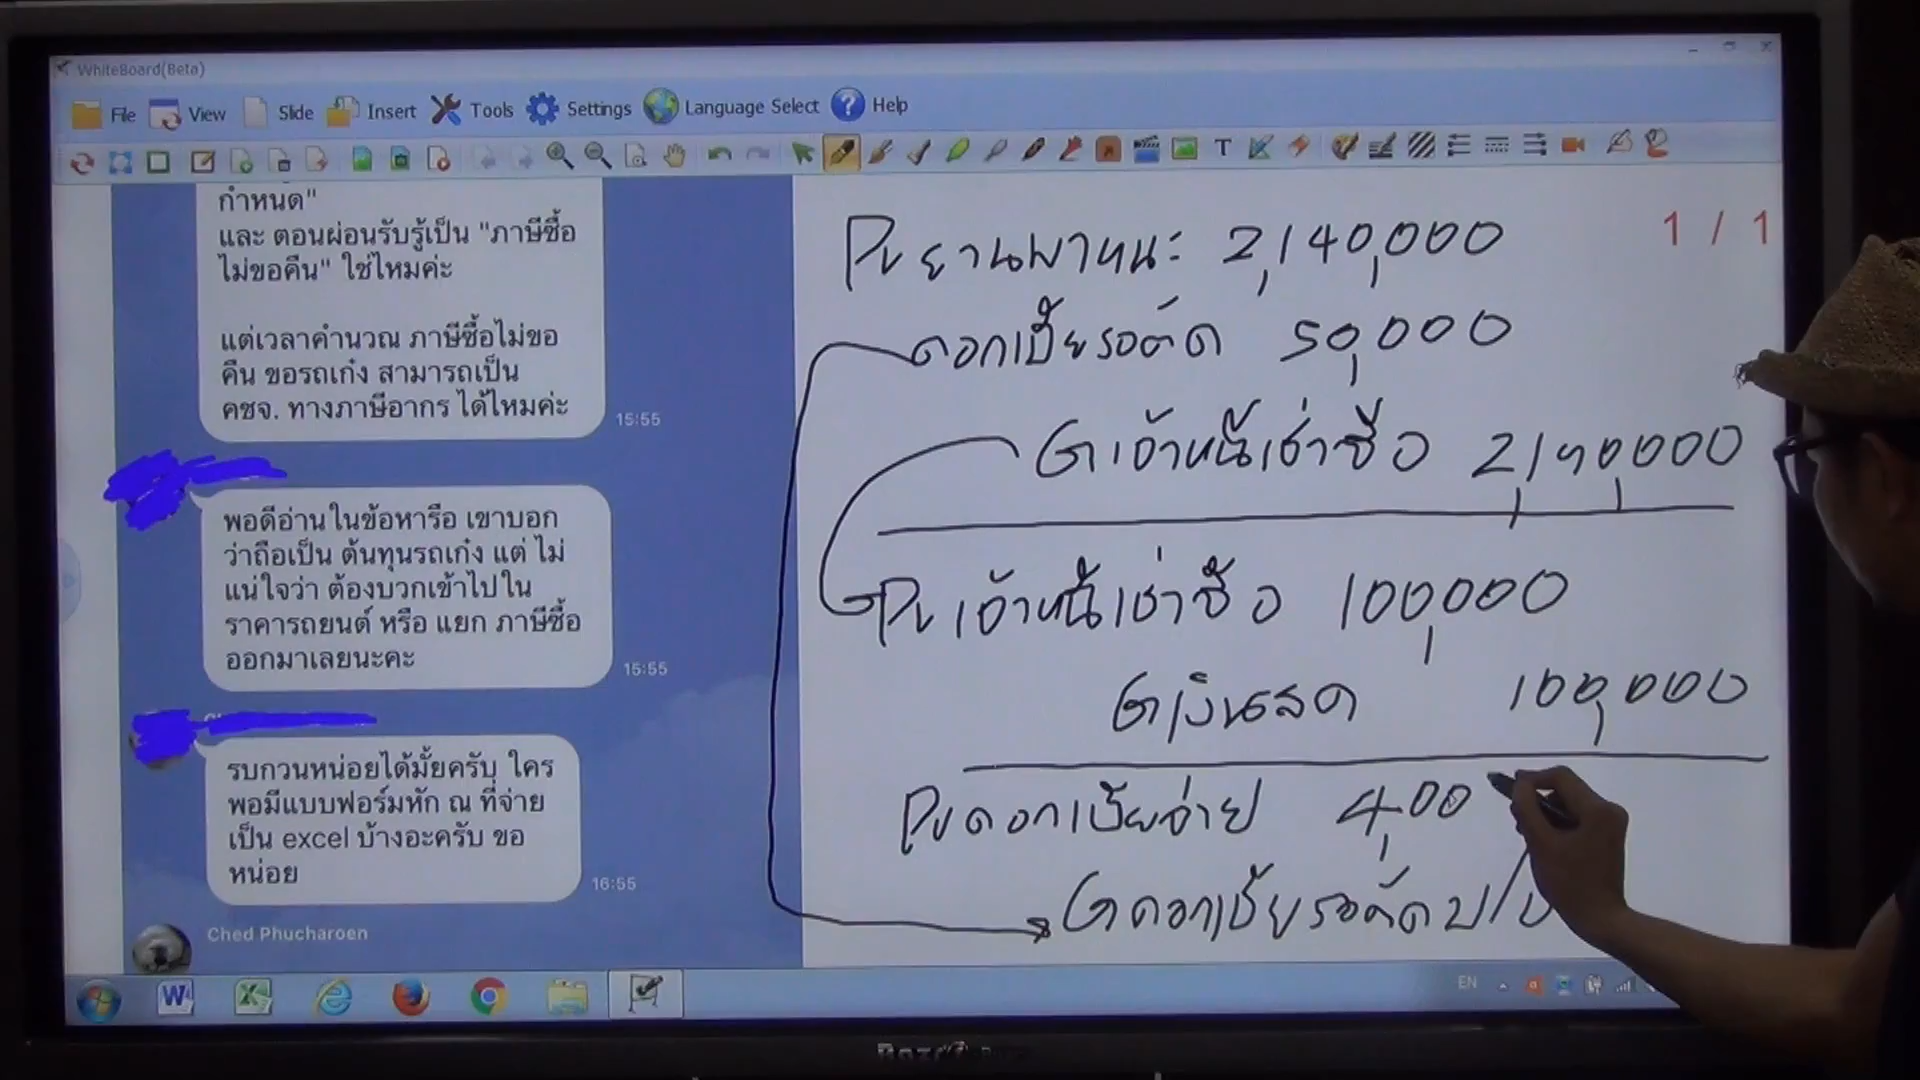 WhiteBoard(Beta)
File View Slide Insert Tools Settings Language Select Help
กำหนด"
และ ตอนผ่อนรับรู้เป็น "ภาษีซื้อ
ไม่ขอคืน" ใช่ไหมค่ะ
แต่เวลาคำนวณ ภาษีซื้อไม่ขอ
คืน ขอรถเก๋ง สามารถเป็น
คชจ. ทางภาษีอากร ได้ไหมค่ะ
15:55
พอดีอ่านในข้อหารือ เขาบอก
ว่าถือเป็น ต้นทุนรถเก๋ง แต่ ไม่
แน่ใจว่า ต้องบวกเข้าไปใน
ราคารถยนต์ หรือ แยก ภาษีซื้อ
ออกมาเลยนะคะ
15:55
รบกวนหน่อยได้มั้ยครับ ใคร
พอมีแบบฟอร์มหัก ณ ที่จ่าย
เป็น excel บ้างอะครับ ขอ
หน่อย
16:55
Ched Phucharoen
1 / 1
Dr ยานพาหนะ 2,140,000
ดอกเบี้ยรอตัด 50,000
Cr เจ้าหนี้เช่าซื้อ 2,190,000
Dr เจ้าหนี้เช่าซื้อ 100,000
Cr เงินสด 100,000
Dr ดอกเบี้ยจ่าย 4,00
Cr ดอกเบี้ยรอตัด
EN